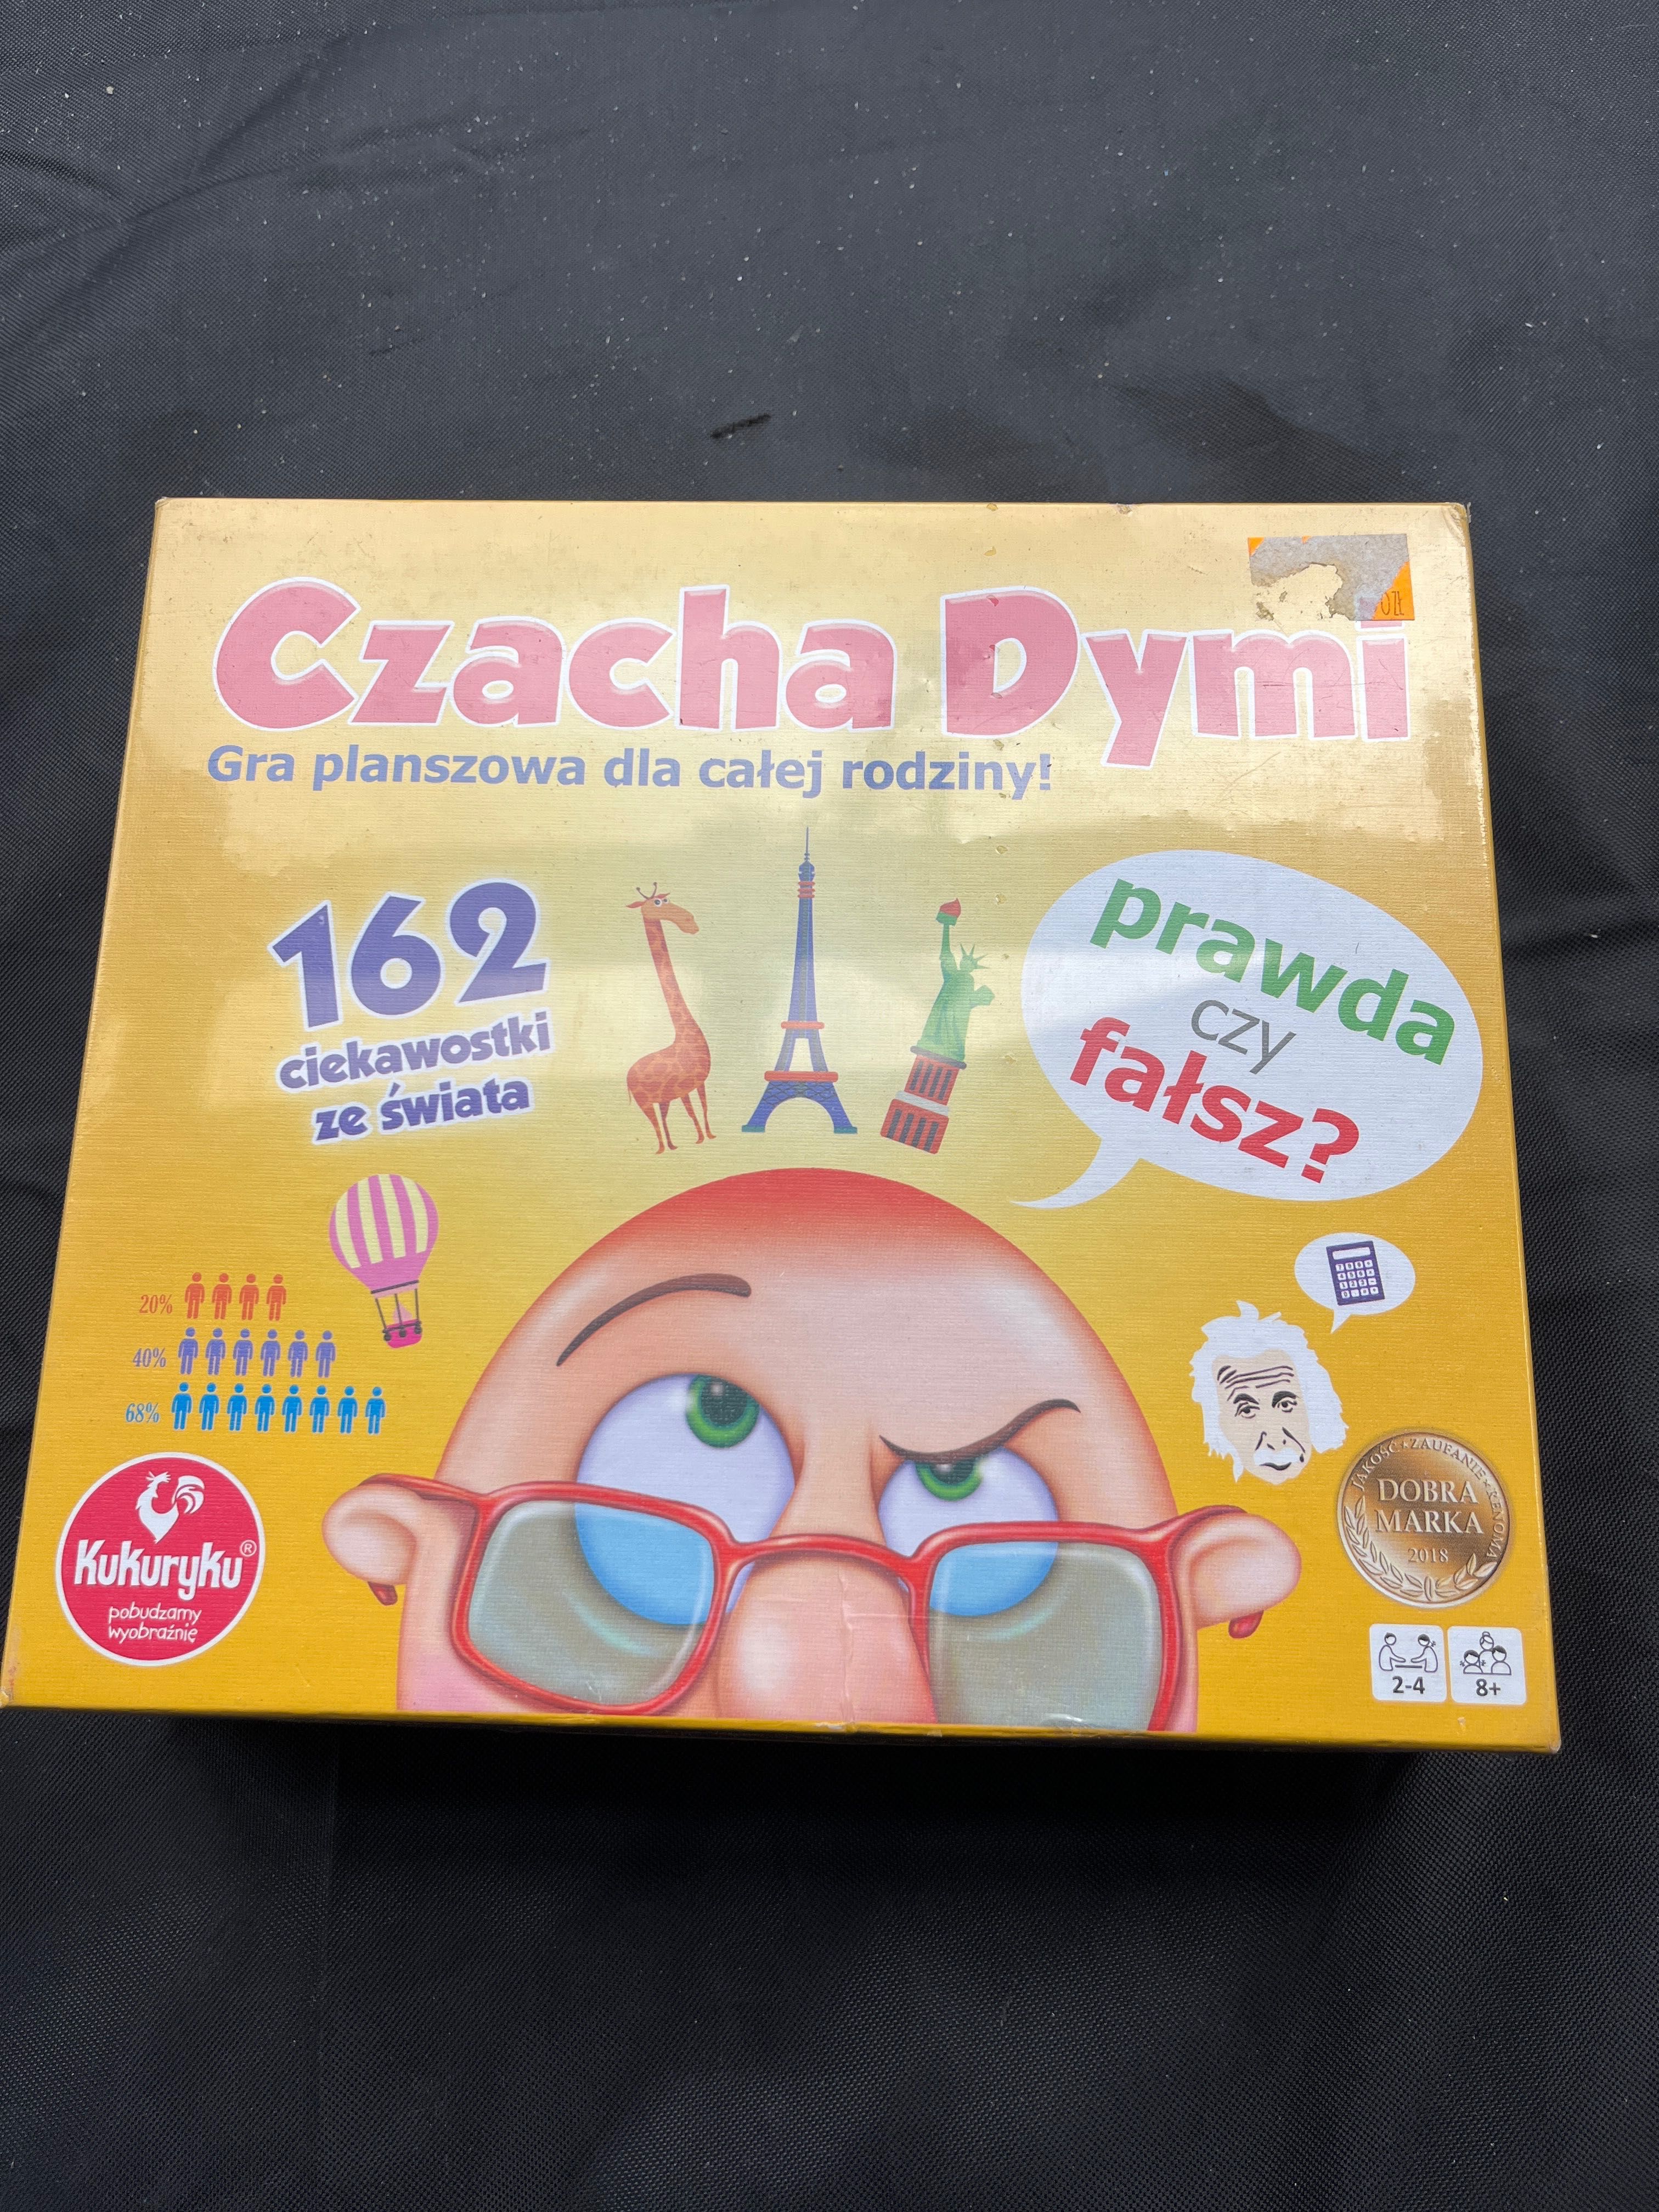 Czacha Dymi
Gra planszowa dla całej rodziny!
162
ciekawostki
ze świata
prawda
czy
fałsz?
20%
40%
68%
KuKuryKu®
pobudzamy
wyobraźnię
JAKOŚĆ • ZAUFANIE • RENOMA
DOBRA
MARKA
2018
2-4
8+